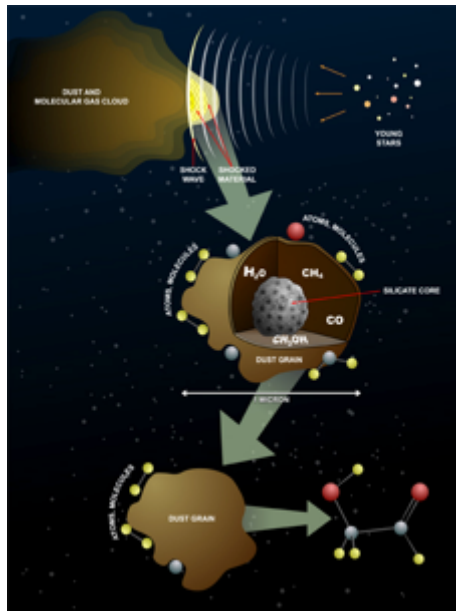 DUST AND
MOLECULAR GAS CLOUD
YOUNG
STARS
SHOCK
WAVE
SHOCKED
MATERIAL
ATOMS, MOLECULES
ATOMS, MOLECULES
H₂O
CH₄
SILICATE CORE
CO
CH₃OH
DUST GRAIN
1 MICRON
ATOMS, MOLECULES
DUST GRAIN